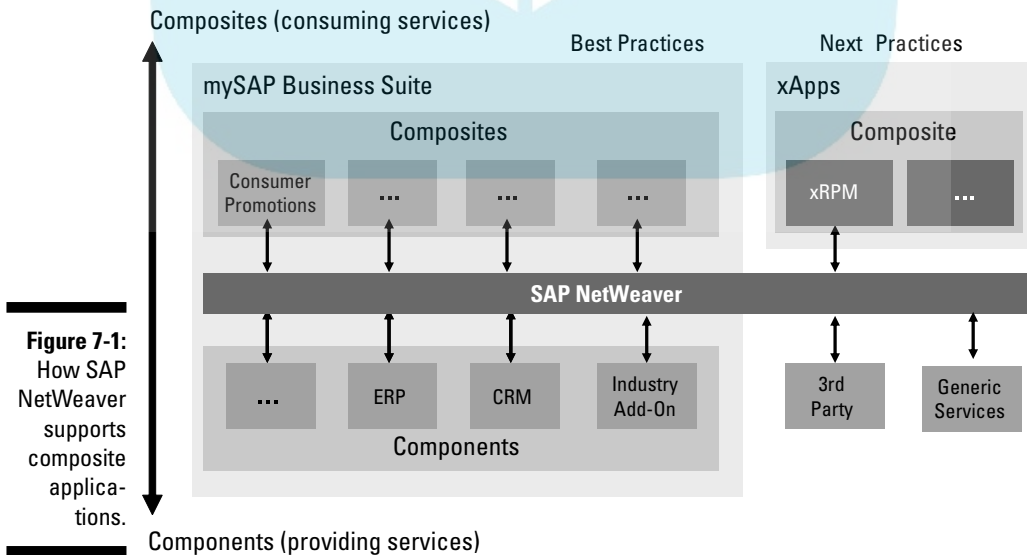 Composites (consuming services)
Best Practices
Next Practices
mySAP Business Suite
xApps
Composites
Composite
Consumer
Promotions
...
...
...
xRPM
...
SAP NetWeaver
Figure 7-1:
How SAP
NetWeaver
supports
composite
applica-
tions.
...
ERP
CRM
Industry
Add-On
3rd
Party
Generic
Services
Components
Components (providing services)